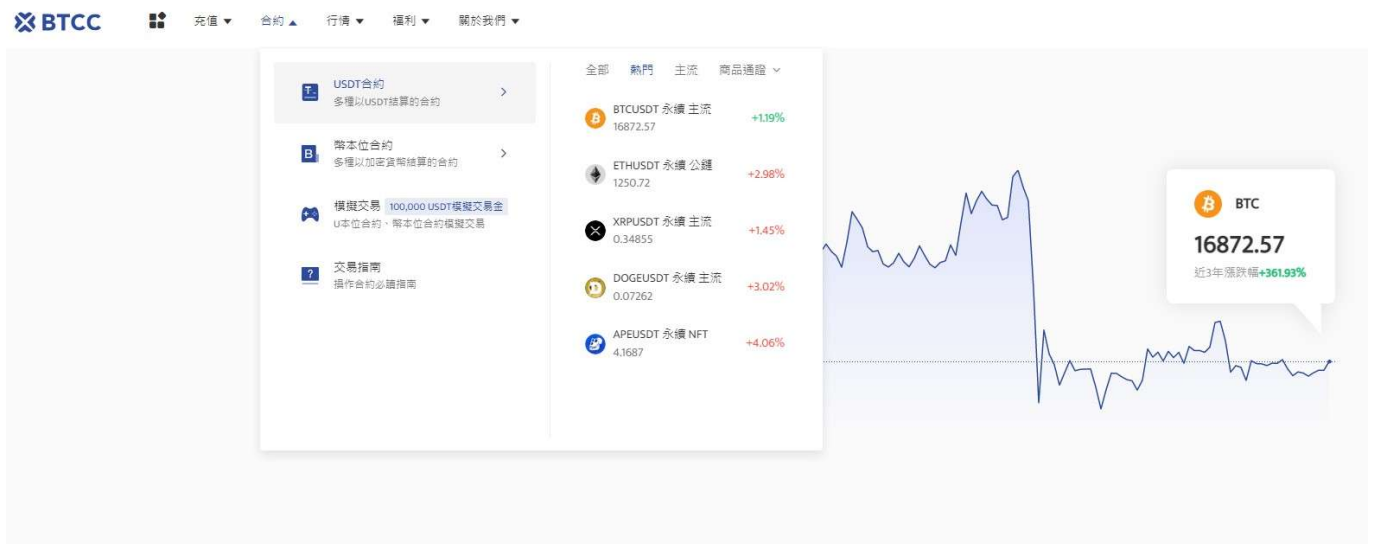 BTCC
充值 ▼
合約 ▲
行情 ▼
福利 ▼
關於我們 ▼
USDT合約
多種以USDT結算的合約
幣本位合約
多種以加密貨幣結算的合約
模擬交易 100,000 USDT模擬交易金
U本位合約、幣本位合約模擬交易
交易指南
操作合約必讀指南
全部 熱門 主流 商品通證
BTCUSDT 永續 主流
16872.57
+1.19%
ETHUSDT 永續 公鏈
1250.72
+2.98%
XRPUSDT 永續 主流
0.34855
+1.45%
DOGEUSDT 永續 主流
0.07262
+3.02%
APEUSDT 永續 NFT
4.1687
+4.06%
BTC
16872.57
近3年漲跌幅+361.93%